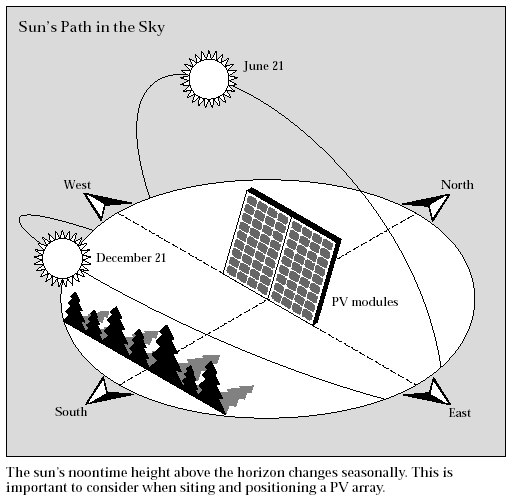 Sun's Path in the Sky
June 21
West
North
December 21
PV modules
South
East
The sun's noontime height above the horizon changes seasonally. This is
important to consider when siting and positioning a PV array.